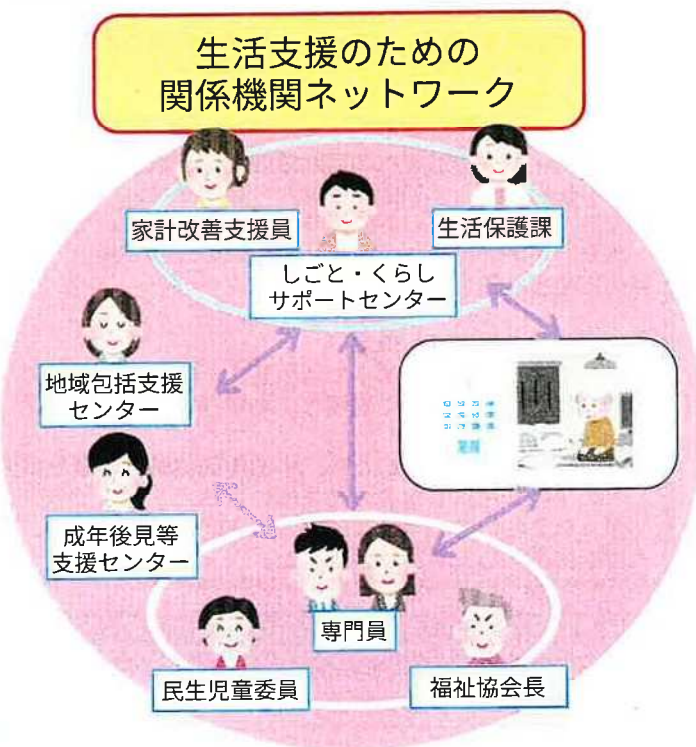 生活支援のための
関係機関ネットワーク
家計改善支援員
生活保護課
しごと・くらし
サポートセンター
地域包括支援
センター
成年後見等
支援センター
専門員
民生児童委員
福祉協会長